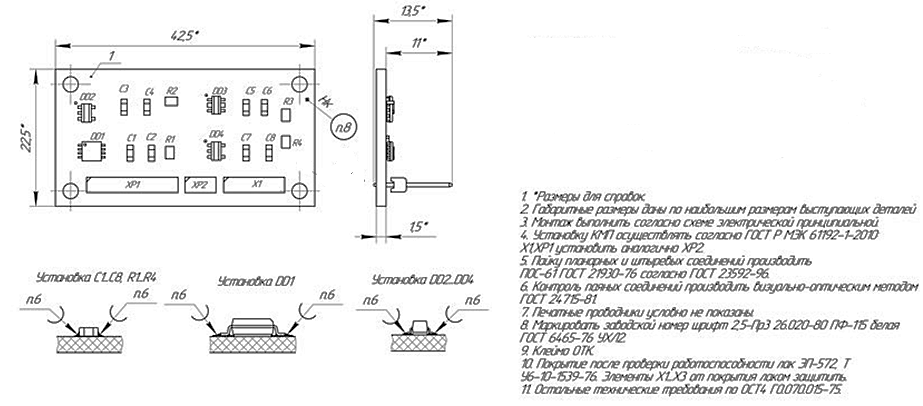 13,5*
42,5*
11*
1
DD2
C3
C4
R2
DD3
C5
C6
R3
п.8
22,5*
DD1
C1
C2
R1
DD4
C7
C8
R4
XP1
XP2
X1
1,5*
Установка C1..C8, R1..R4
Установка DD1
Установка DD2..DD4
п.6
п.6
п.6
п.6
п.6
п.6
1. *Размеры для справок.
2. Габаритные размеры даны по наибольшим размерам выступающих деталей
3. Монтаж выполнить согласно схеме электрической принципиальной.
4. Установку КМП осуществлять согласно ГОСТ Р МЭК 61192-1-2010.
X1,XP1 установить аналогично XP2.
5. Пайку планарных и штыревых соединений производить
ПОС-61 ГОСТ 21930-76 согласно ГОСТ 23592-96.
6. Контроль паяных соединений производить визуально-оптическим методом
ГОСТ 24715-81.
7. Печатные проводники условно не показаны.
8. Маркировать заводской номер шрифт 2,5-Пр3 26.020-80 ПФ-115 белая
ГОСТ 6465-76 УХЛ2.
9. Клеймо ОТК.
10. Покрытие после проверки работоспособности лак ЭП-572, Т
У6-10-1539-76. Элементы X1..X3 от покрытия лаком защитить.
11. Остальные технические требования по ОСТ4 Г0.070.015-75.